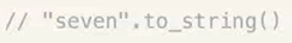 // "seven".to_string()